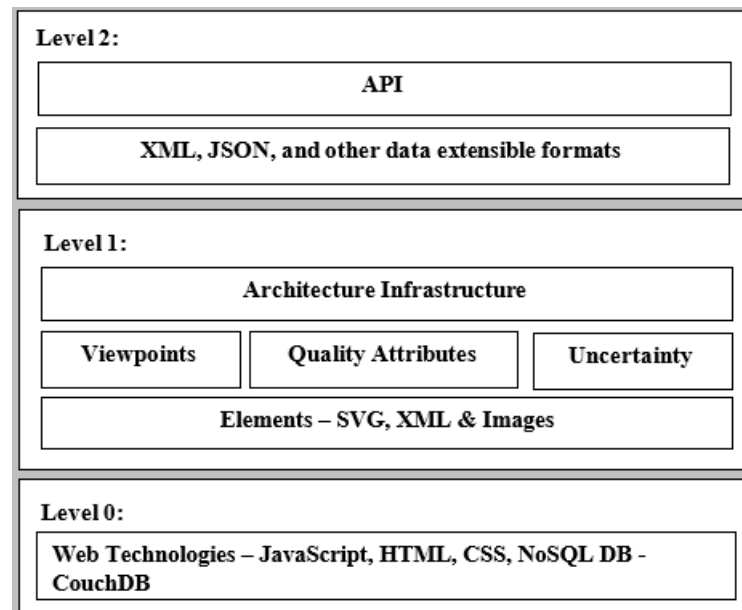 Level 2:
API
XML, JSON, and other data extensible formats
Level 1:
Architecture Infrastructure
Viewpoints
Quality Attributes
Uncertainty
Elements – SVG, XML & Images
Level 0:
Web Technologies – JavaScript, HTML, CSS, NoSQL DB -
CouchDB